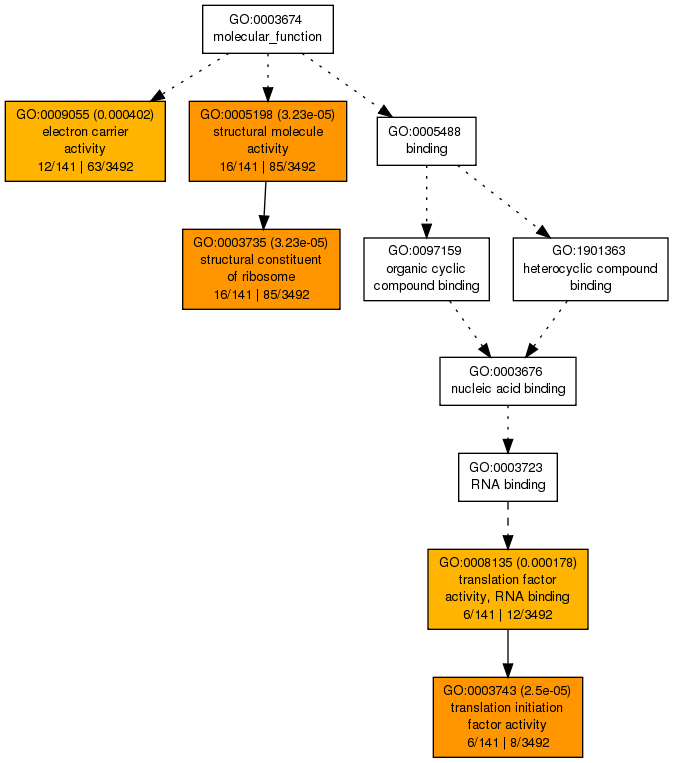 GO:0003674
molecular_function
GO:0009055 (0.000402)
electron carrier
activity
12/141 | 63/3492
GO:0005198 (3.23e-05)
structural molecule
activity
16/141 | 85/3492
GO:0005488
binding
GO:0003735 (3.23e-05)
structural constituent
of ribosome
16/141 | 85/3492
GO:0097159
organic cyclic
compound binding
GO:1901363
heterocyclic compound
binding
GO:0003676
nucleic acid binding
GO:0003723
RNA binding
GO:0008135 (0.000178)
translation factor
activity, RNA binding
6/141 | 12/3492
GO:0003743 (2.5e-05)
translation initiation
factor activity
6/141 | 8/3492